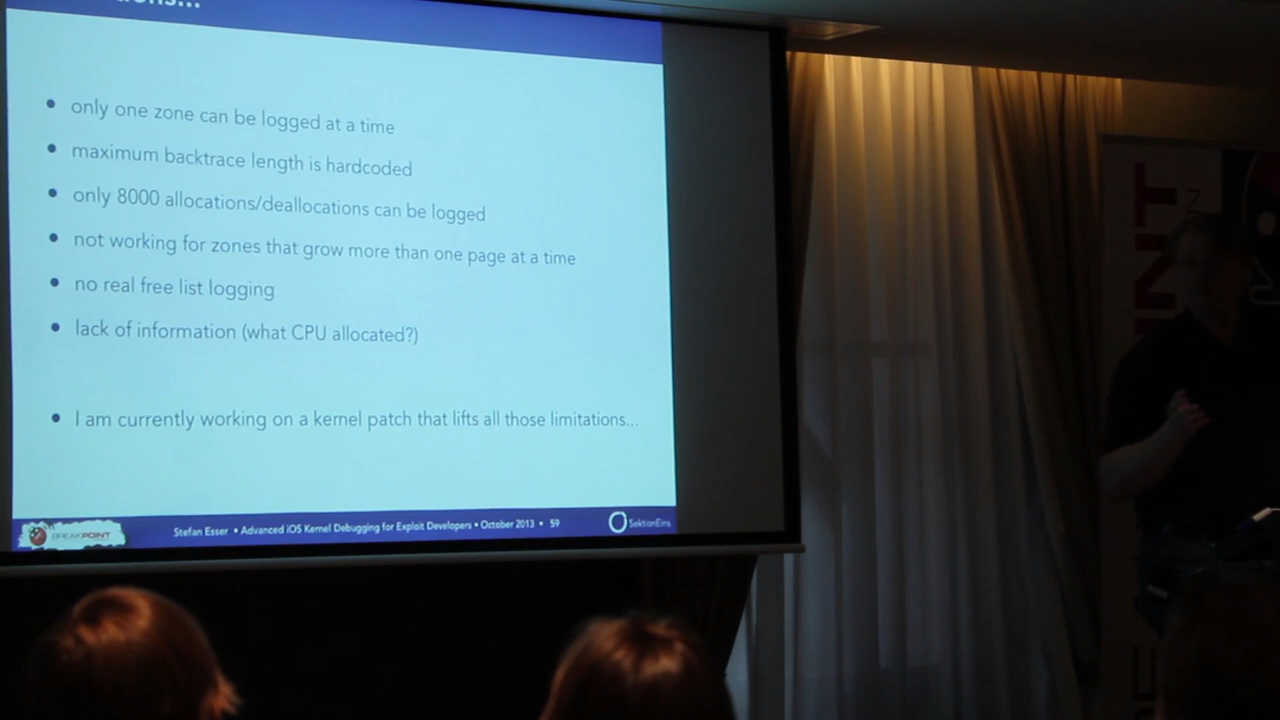 only one zone can be logged at a time
maximum backtrace length is hardcoded
only 8000 allocations/deallocations can be logged
not working for zones that grow more than one page at a time
no real free list logging
lack of information (what CPU allocated?)
I am currently working on a kernel patch that lifts all those limitations...
BREAKPOINT
Stefan Esser • Advanced iOS Kernel Debugging for Exploit Developers • October 2013 • 59
SektionEins
INT